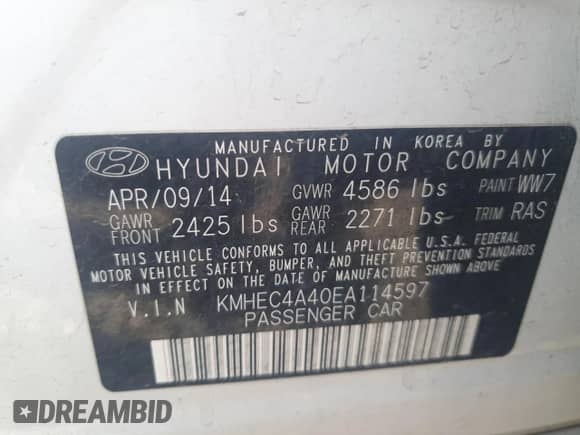 MANUFACTURED IN KOREA BY
HYUNDAI MOTOR COMPANY
APR/09/14 GVWR 4586 lbs PAINT WW7
GAWR FRONT 2425 lbs GAWR REAR 2271 lbs TRIM RAS
THIS VEHICLE CONFORMS TO ALL APPLICABLE U.S.A. FEDERAL
MOTOR VEHICLE SAFETY, BUMPER, AND THEFT PREVENTION STANDARDS
IN EFFECT ON THE DATE OF MANUFACTURE SHOWN ABOVE
V.I.N KMHEC4A40EA114597
PASSENGER CAR
DREAMBID